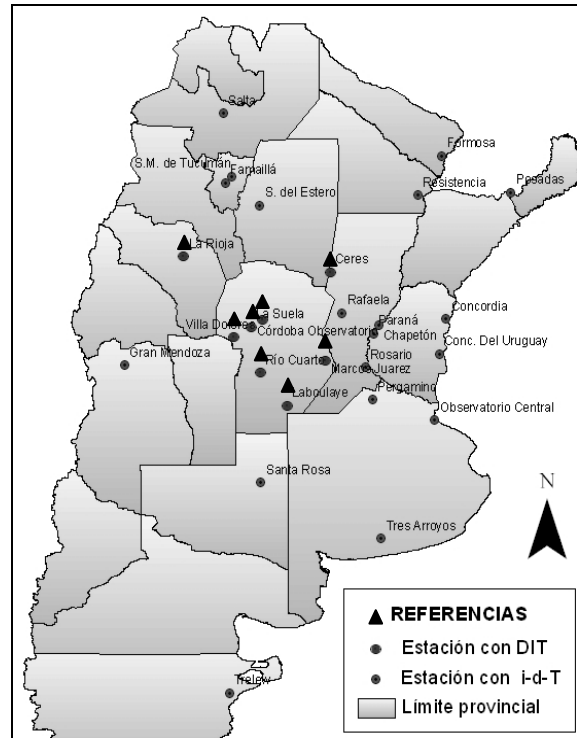 Salta
Formosa
S.M. de Tucumán
Famaillá
Resistencia
Posadas
S. del Estero
La Rioja
Ceres
Rafaela
La Suela
Concordia
Villa Dolores
Paraná
Córdoba Observatorio
Chapetón
Conc. Del Uruguay
Gran Mendoza
Río Cuarto
Rosario
Marcos Juarez
Laboulaye
Pergamino
Observatorio Central
Santa Rosa
N
Tres Arroyos
REFERENCIAS
Estación con DIT
Estación con i-d-T
Límite provincial
Trelew